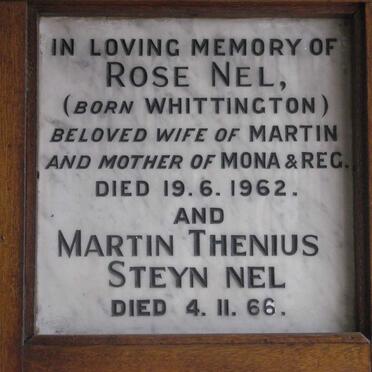 IN LOVING MEMORY OF
ROSE NEL,
(BORN WHITTINGTON)
BELOVED WIFE OF MARTIN
AND MOTHER OF MONA & REG.
DIED 19.6.1962.
AND
MARTIN THENIUS
STEYN NEL
DIED 4.11.66.